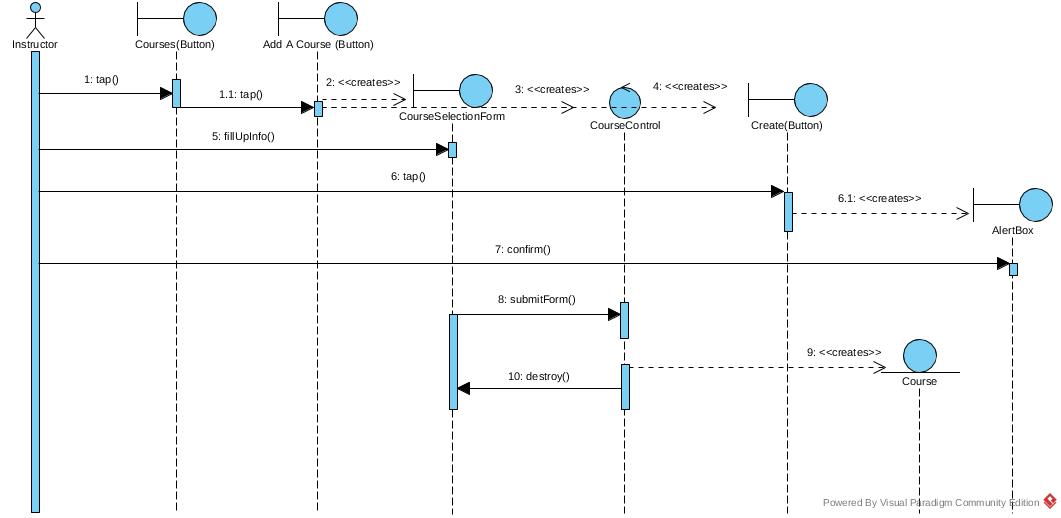 Instructor
Courses(Button)
Add A Course (Button)
1: tap()
1.1: tap()
2: <<creates>>
3: <<creates>>
4: <<creates>>
CourseSelectionForm
CourseControl
Create(Button)
5: fillUpInfo()
6: tap()
6.1: <<creates>>
AlertBox
7: confirm()
8: submitForm()
9: <<creates>>
10: destroy()
Course
Powered By Visual Paradigm Community Edition